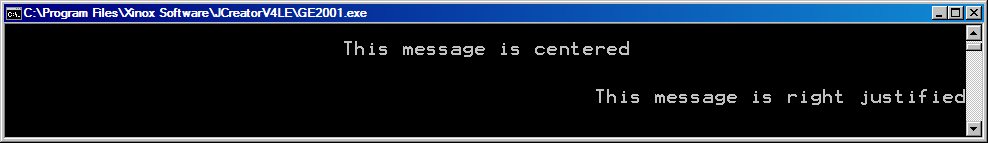 C:\Program Files\Xinox Software\JCreatorV4LE\GE2001.exe
This message is centered
This message is right justified